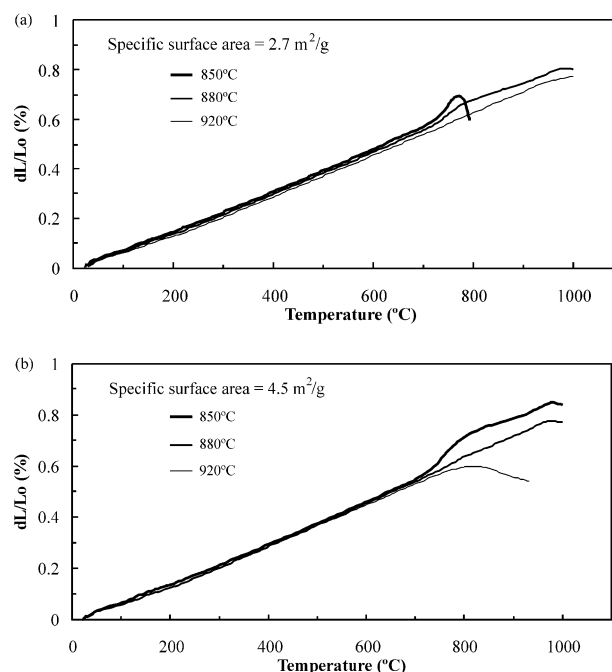 (a)
1
Specific surface area = 2.7 m²/g
850ºC
880ºC
920ºC
0.8
0.6
0.4
0.2
0
dL/Lo (%)
0 200 400 600 800 1000
Temperature (ºC)
(b)
1
Specific surface area = 4.5 m²/g
850ºC
880ºC
920ºC
0.8
0.6
0.4
0.2
0
dL/Lo (%)
0 200 400 600 800 1000
Temperature (ºC)